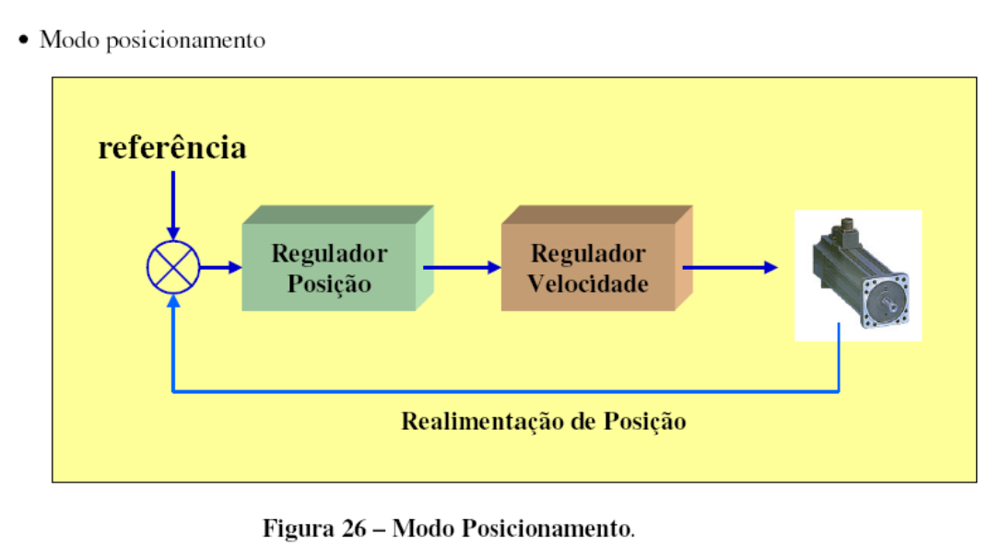 • Modo posicionamento
referência
Regulador
Posição
Regulador
Velocidade
Realimentação de Posição
Figura 26 – Modo Posicionamento.